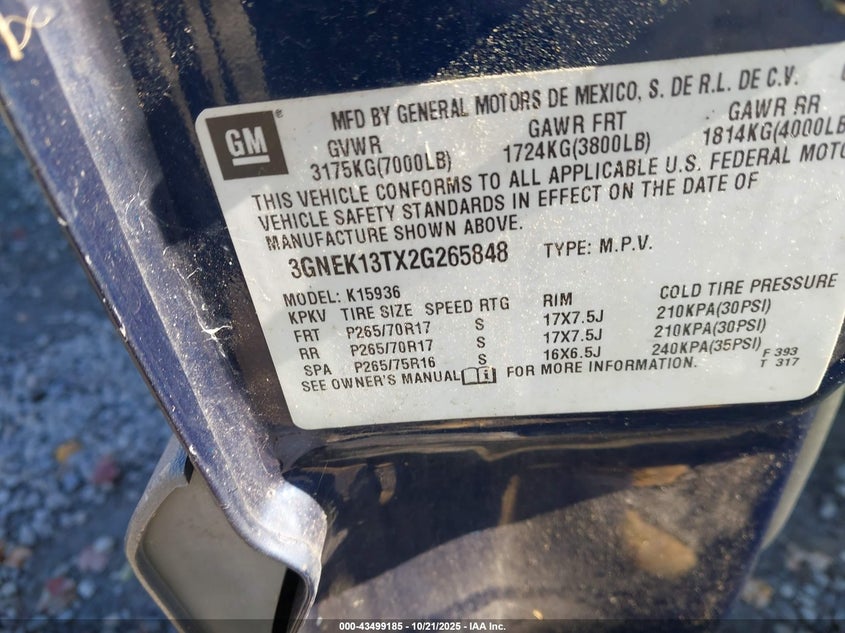 GM
MFD BY GENERAL MOTORS DE MEXICO, S. DE R.L. DE C.V.
GVWR GAWR FRT GAWR RR
3175KG(7000LB) 1724KG(3800LB) 1814KG(4000LB
THIS VEHICLE CONFORMS TO ALL APPLICABLE U.S. FEDERAL MOTO
VEHICLE SAFETY STANDARDS IN EFFECT ON THE DATE OF
MANUFACTURE SHOWN ABOVE.
3GNEK13TX2G265848 TYPE: M.P.V.
MODEL: K15936
KPKV TIRE SIZE SPEED RTG RIM COLD TIRE PRESSURE
FRT P265/70R17 S 17X7.5J 210KPA(30PSI)
RR P265/70R17 S 17X7.5J 210KPA(30PSI)
SPA P265/75R16 S 16X6.5J 240KPA(35PSI)
SEE OWNER'S MANUAL FOR MORE INFORMATION.
F 393
T 317
000-43499185 - 10/21/2025 - IAA Inc.